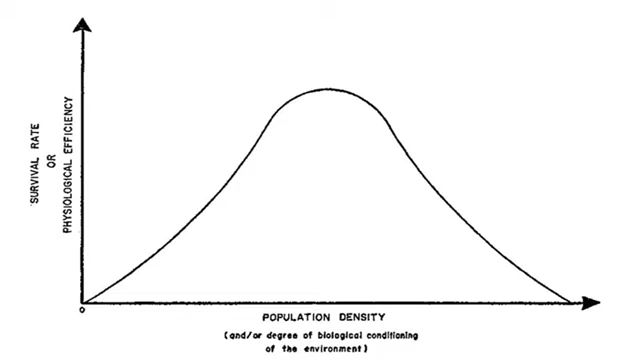 SURVIVAL RATE
OR
PHYSIOLOGICAL EFFICIENCY
0
POPULATION DENSITY
(and/or degree of biological conditioning
of the environment)